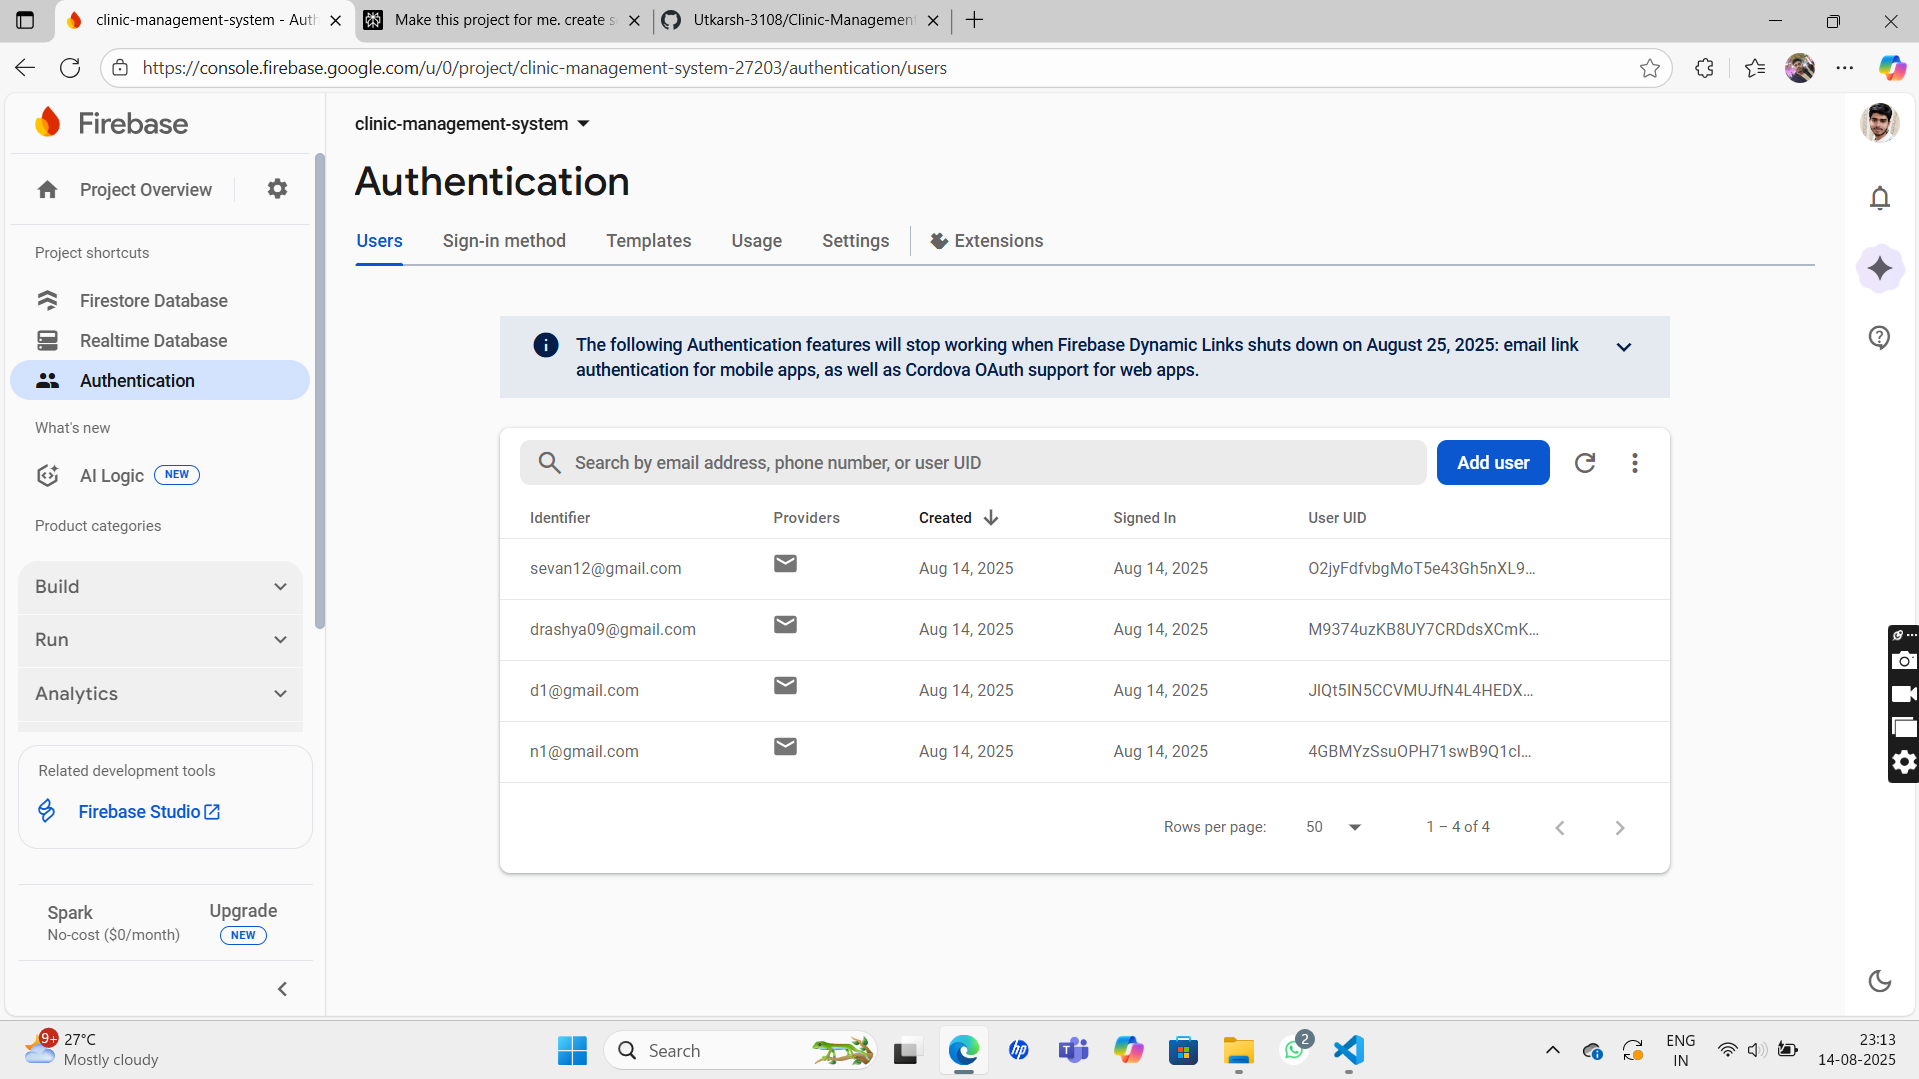 clinic-management-system - Auth
Make this project for me. create s
Utkarsh-3108/Clinic-Management
https://console.firebase.google.com/u/0/project/clinic-management-system-27203/authentication/users
Firebase
Project Overview
Project shortcuts
Firestore Database
Realtime Database
Authentication
What's new
AI Logic NEW
Product categories
Build
Run
Analytics
Related development tools
Firebase Studio
Spark
No-cost ($0/month)
Upgrade
NEW
clinic-management-system
Authentication
Users Sign-in method Templates Usage Settings Extensions
The following Authentication features will stop working when Firebase Dynamic Links shuts down on August 25, 2025: email link
authentication for mobile apps, as well as Cordova OAuth support for web apps.
Search by email address, phone number, or user UID
Add user
Identifier Providers Created Signed In User UID
sevan12@gmail.com Aug 14, 2025 Aug 14, 2025 O2jyFdfvbgMoT5e43Gh5nXL9...
drashya09@gmail.com Aug 14, 2025 Aug 14, 2025 M9374uzKB8UY7CRDdsXCmK...
d1@gmail.com Aug 14, 2025 Aug 14, 2025 JIQt5IN5CCVMUJfN4L4HEDX...
n1@gmail.com Aug 14, 2025 Aug 14, 2025 4GBMYzSsuOPH71swB9Q1cl...
Rows per page: 50 1 – 4 of 4
9+
27°C
Mostly cloudy
Search
hp
2
ENG
IN
23:13
14-08-2025